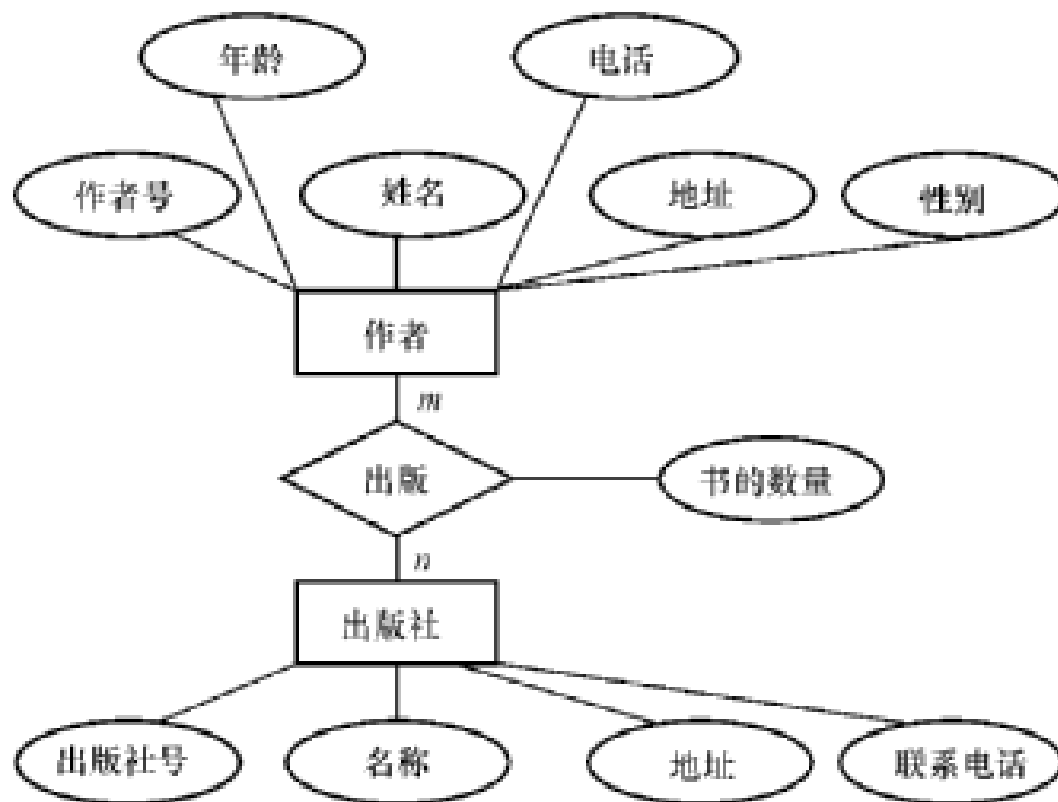 年龄
电话
作者号
姓名
地址
性别
作者
m
出版
书的数量
n
出版社
出版社号
名称
地址
联系电话